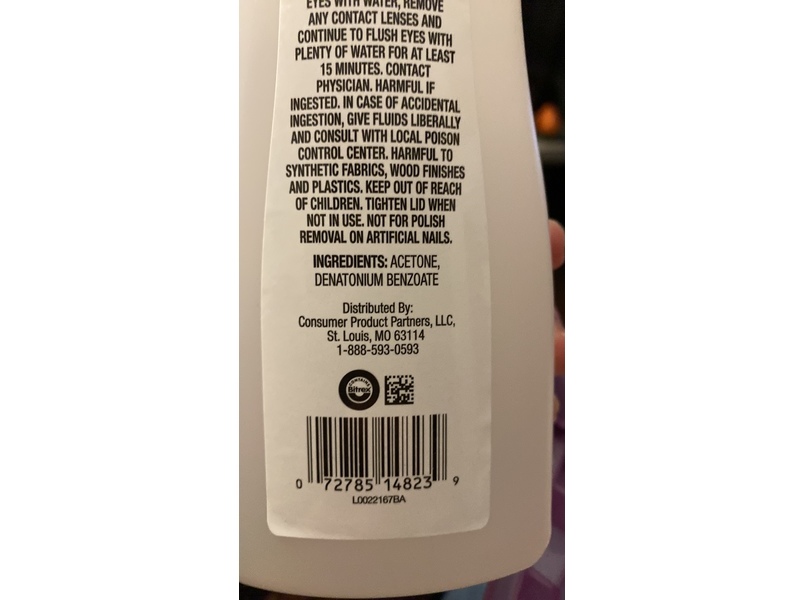 EYES WITH WATER, REMOVE
ANY CONTACT LENSES AND
CONTINUE TO FLUSH EYES WITH
PLENTY OF WATER FOR AT LEAST
15 MINUTES. CONTACT
PHYSICIAN. HARMFUL IF
INGESTED. IN CASE OF ACCIDENTAL
INGESTION, GIVE FLUIDS LIBERALLY
AND CONSULT WITH LOCAL POISON
CONTROL CENTER. HARMFUL TO
SYNTHETIC FABRICS, WOOD FINISHES
AND PLASTICS. KEEP OUT OF REACH
OF CHILDREN. TIGHTEN LID WHEN
NOT IN USE. NOT FOR POLISH
REMOVAL ON ARTIFICIAL NAILS.
INGREDIENTS: ACETONE,
DENATONIUM BENZOATE
Distributed By:
Consumer Product Partners, LLC,
St. Louis, MO 63114
1-888-593-0593
CONTAINS
Bitrex
0 72785 14823 9
L0022167BA